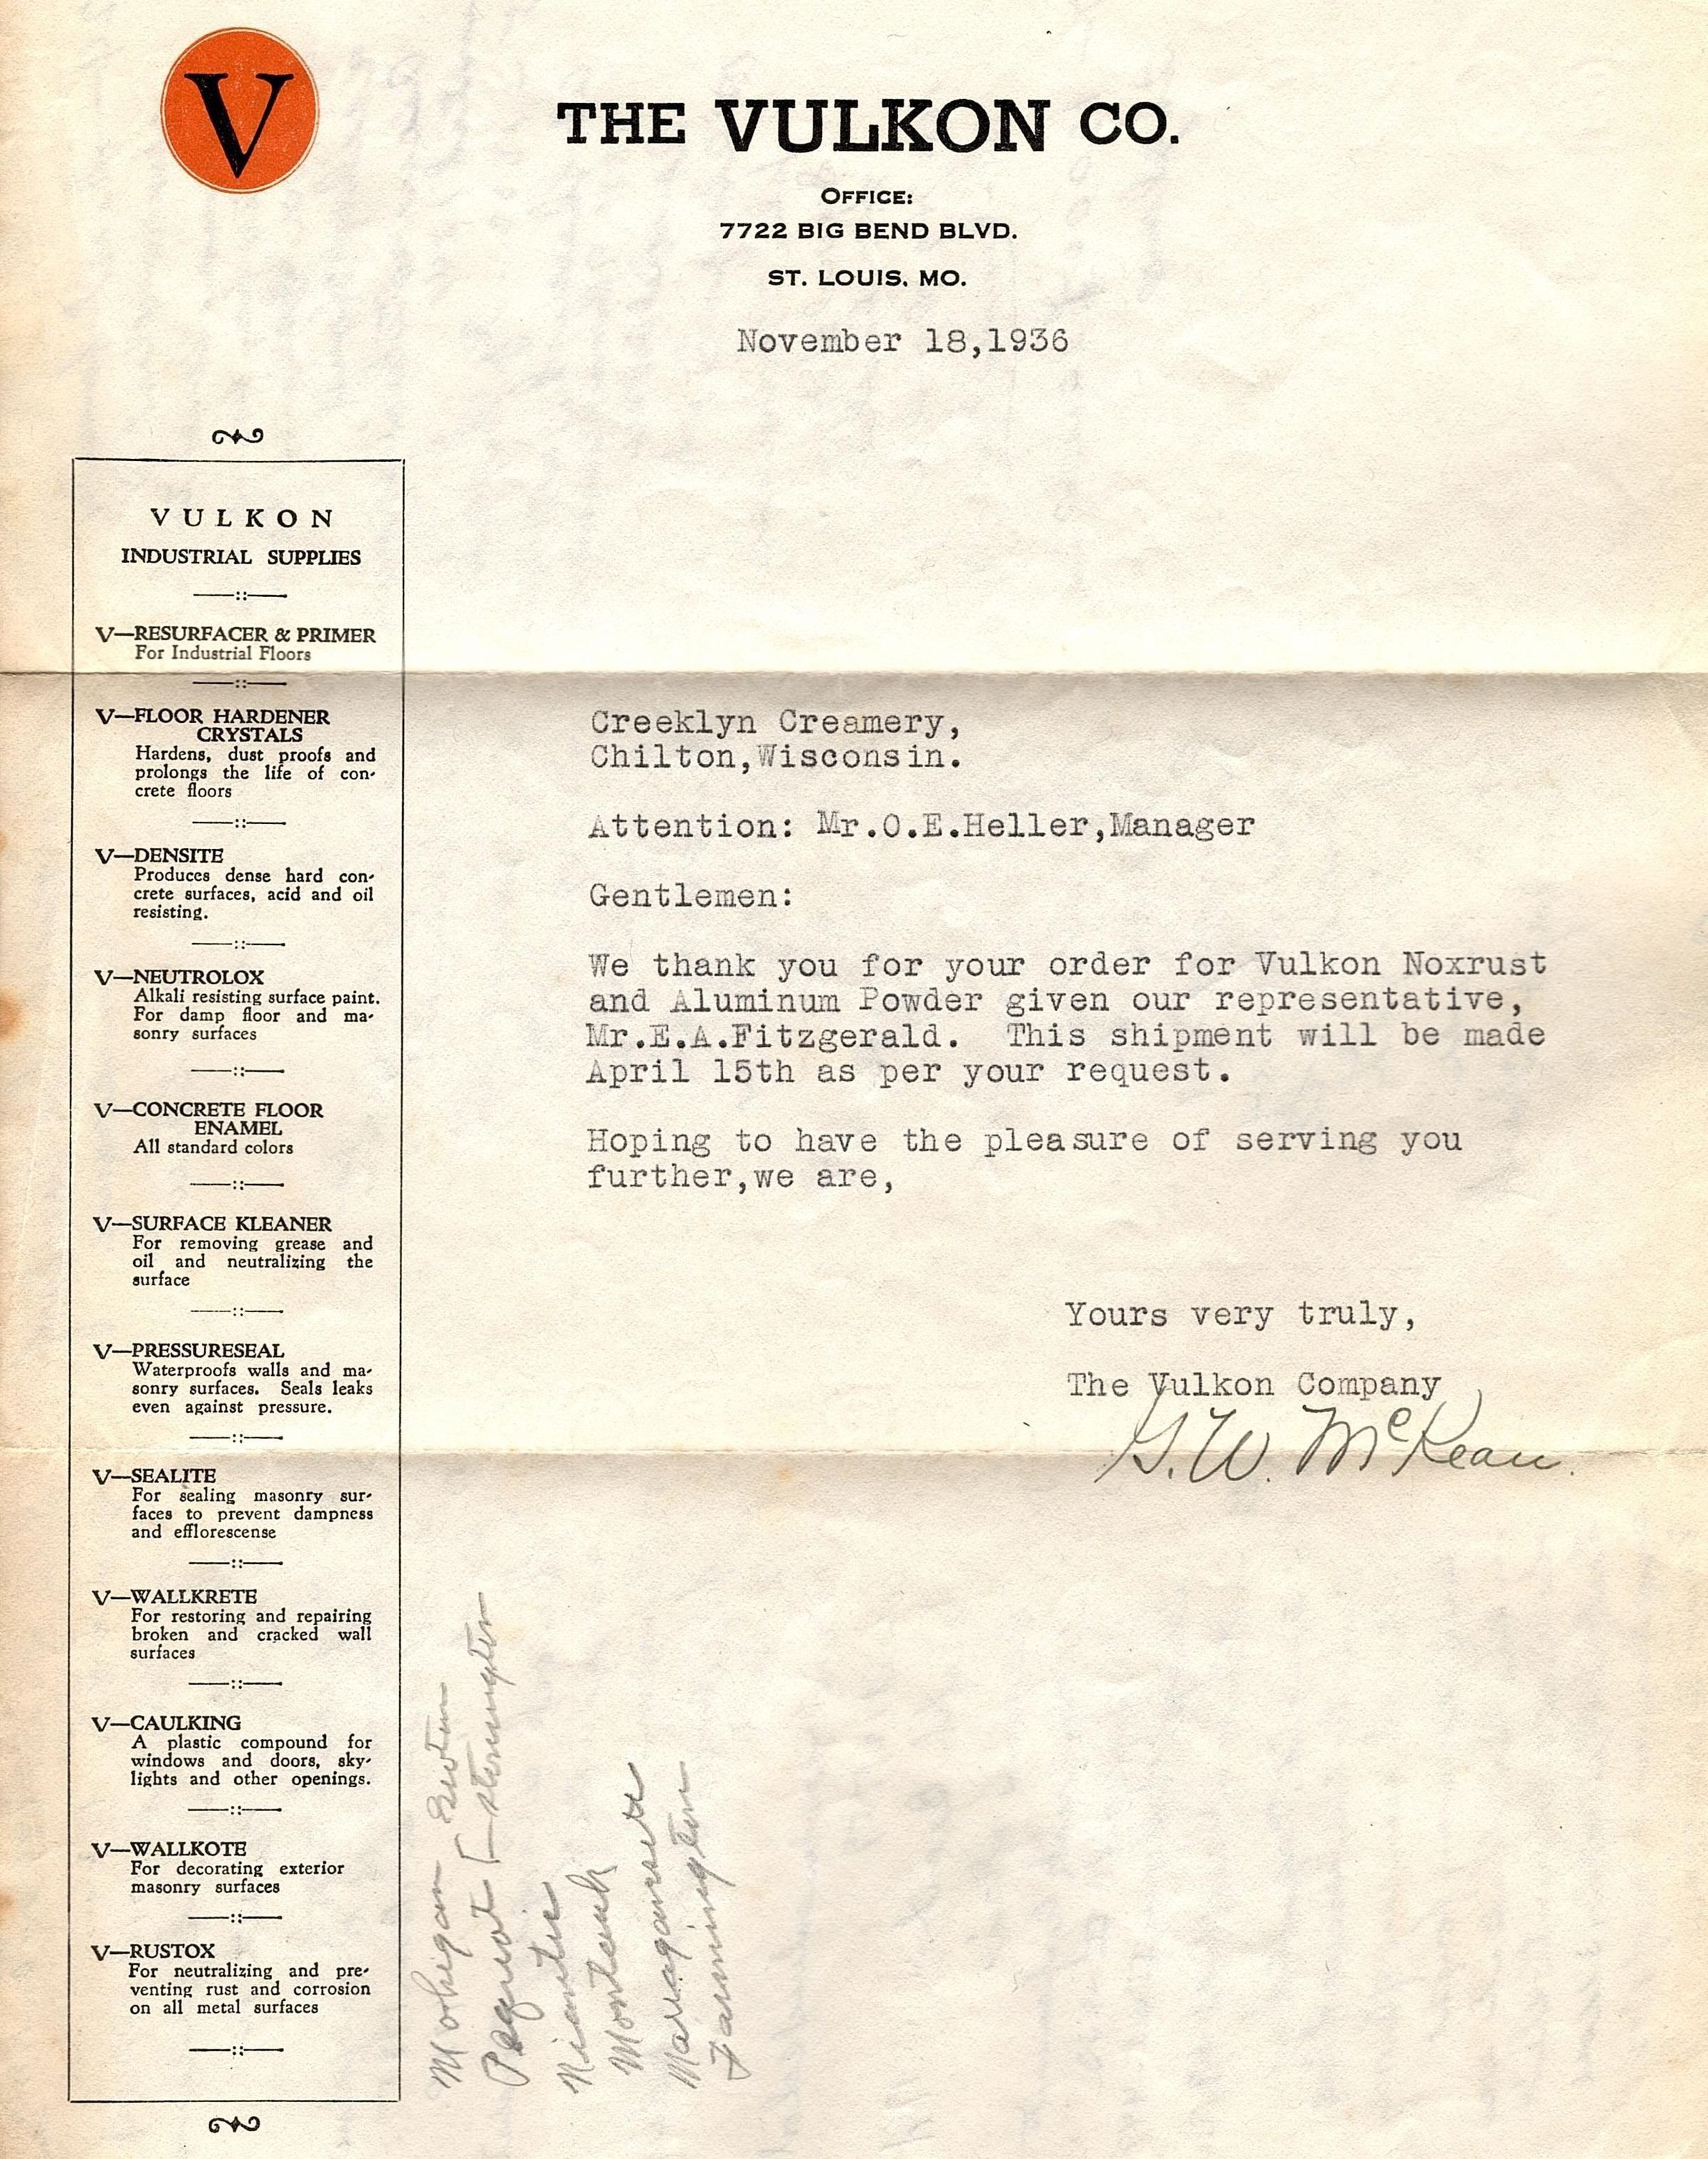 V
THE VULKON CO.
OFFICE:
7722 BIG BEND BLVD.
ST. LOUIS, MO.
November 18,1936
VULKON
INDUSTRIAL SUPPLIES
V—RESURFACER & PRIMER
For Industrial Floors
V—FLOOR HARDENER
CRYSTALS
Hardens, dust proofs and
prolongs the life of con-
crete floors
V—DENSITE
Produces dense hard con-
crete surfaces, acid and oil
resisting.
V—NEUTROLOX
Alkali resisting surface paint.
For damp floor and ma-
sonry surfaces
V—CONCRETE FLOOR
ENAMEL
All standard colors
V—SURFACE KLEANER
For removing grease and
oil and neutralizing the
surface
V—PRESSURESEAL
Waterproofs walls and ma-
sonry surfaces. Seals leaks
even against pressure.
V—SEALITE
For sealing masonry sur-
faces to prevent dampness
and efflorescense
V—WALLKRETE
For restoring and repairing
broken and cracked wall
surfaces
V—CAULKING
A plastic compound for
windows and doors, sky-
lights and other openings.
V—WALLKOTE
For decorating exterior
masonry surfaces
V—RUSTOX
For neutralizing and pre-
venting rust and corrosion
on all metal surfaces
Creeklyn Creamery,
Chilton,Wisconsin.
Attention: Mr.O.E.Heller,Manager
Gentlemen:
We thank you for your order for Vulkon Noxrust
and Aluminum Powder given our representative,
Mr.E.A.Fitzgerald. This shipment will be made
April 15th as per your request.
Hoping to have the pleasure of serving you
further,we are,
Yours very truly,
The Vulkon Company
G. W. McKean.
Moohigan
Pequot
Niantic
Farmington